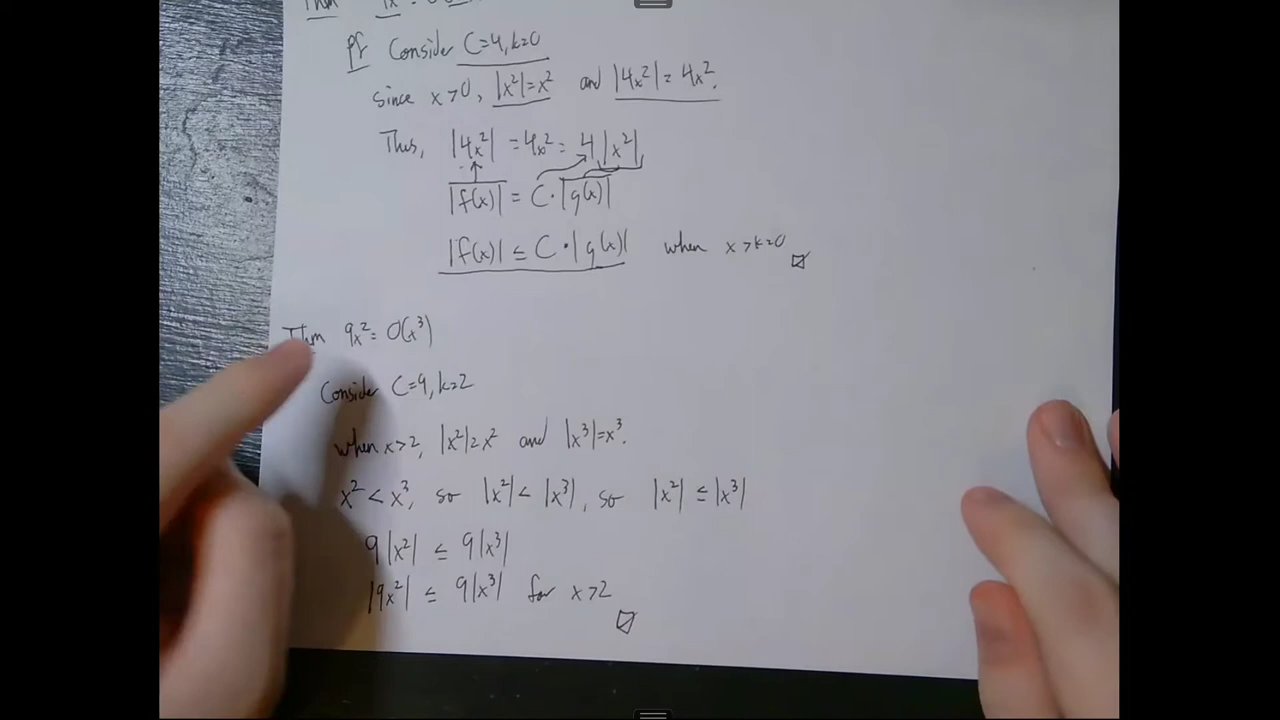 Thm
Pf Consider C=4, k=0
since x>0, |x²|=x² and |4x²|=4x².
Thus, |4x²| = 4x² = 4|x²|
|f(x)| = C·|g(x)|
|f(x)| ≤ C·|g(x)| when x>k=0
Thm 9x² = O(x³)
Consider C=9, k=2
when x>2, |x²|=x² and |x³|=x³.
x² < x³, so |x²| < |x³|, so |x²| ≤ |x³|
9|x²| ≤ 9|x³|
|9x²| ≤ 9|x³| for x>2